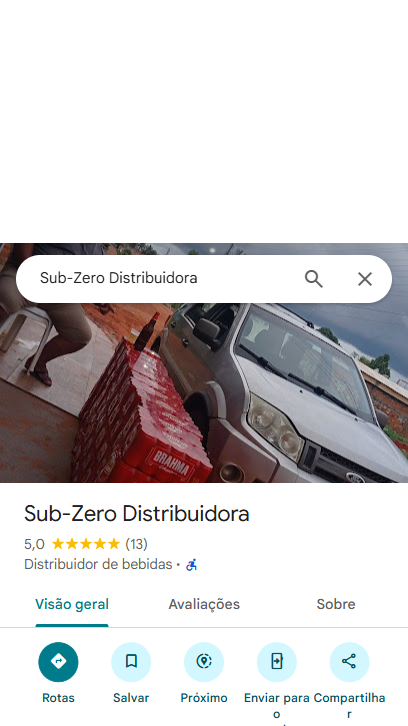 Sub-Zero Distribuidora
BRAHMA
Sub-Zero Distribuidora
5,0 (13)
Distribuidor de bebidas ·
Visão geral Avaliações Sobre
Rotas Salvar Próximo Enviar para o Compartilhar